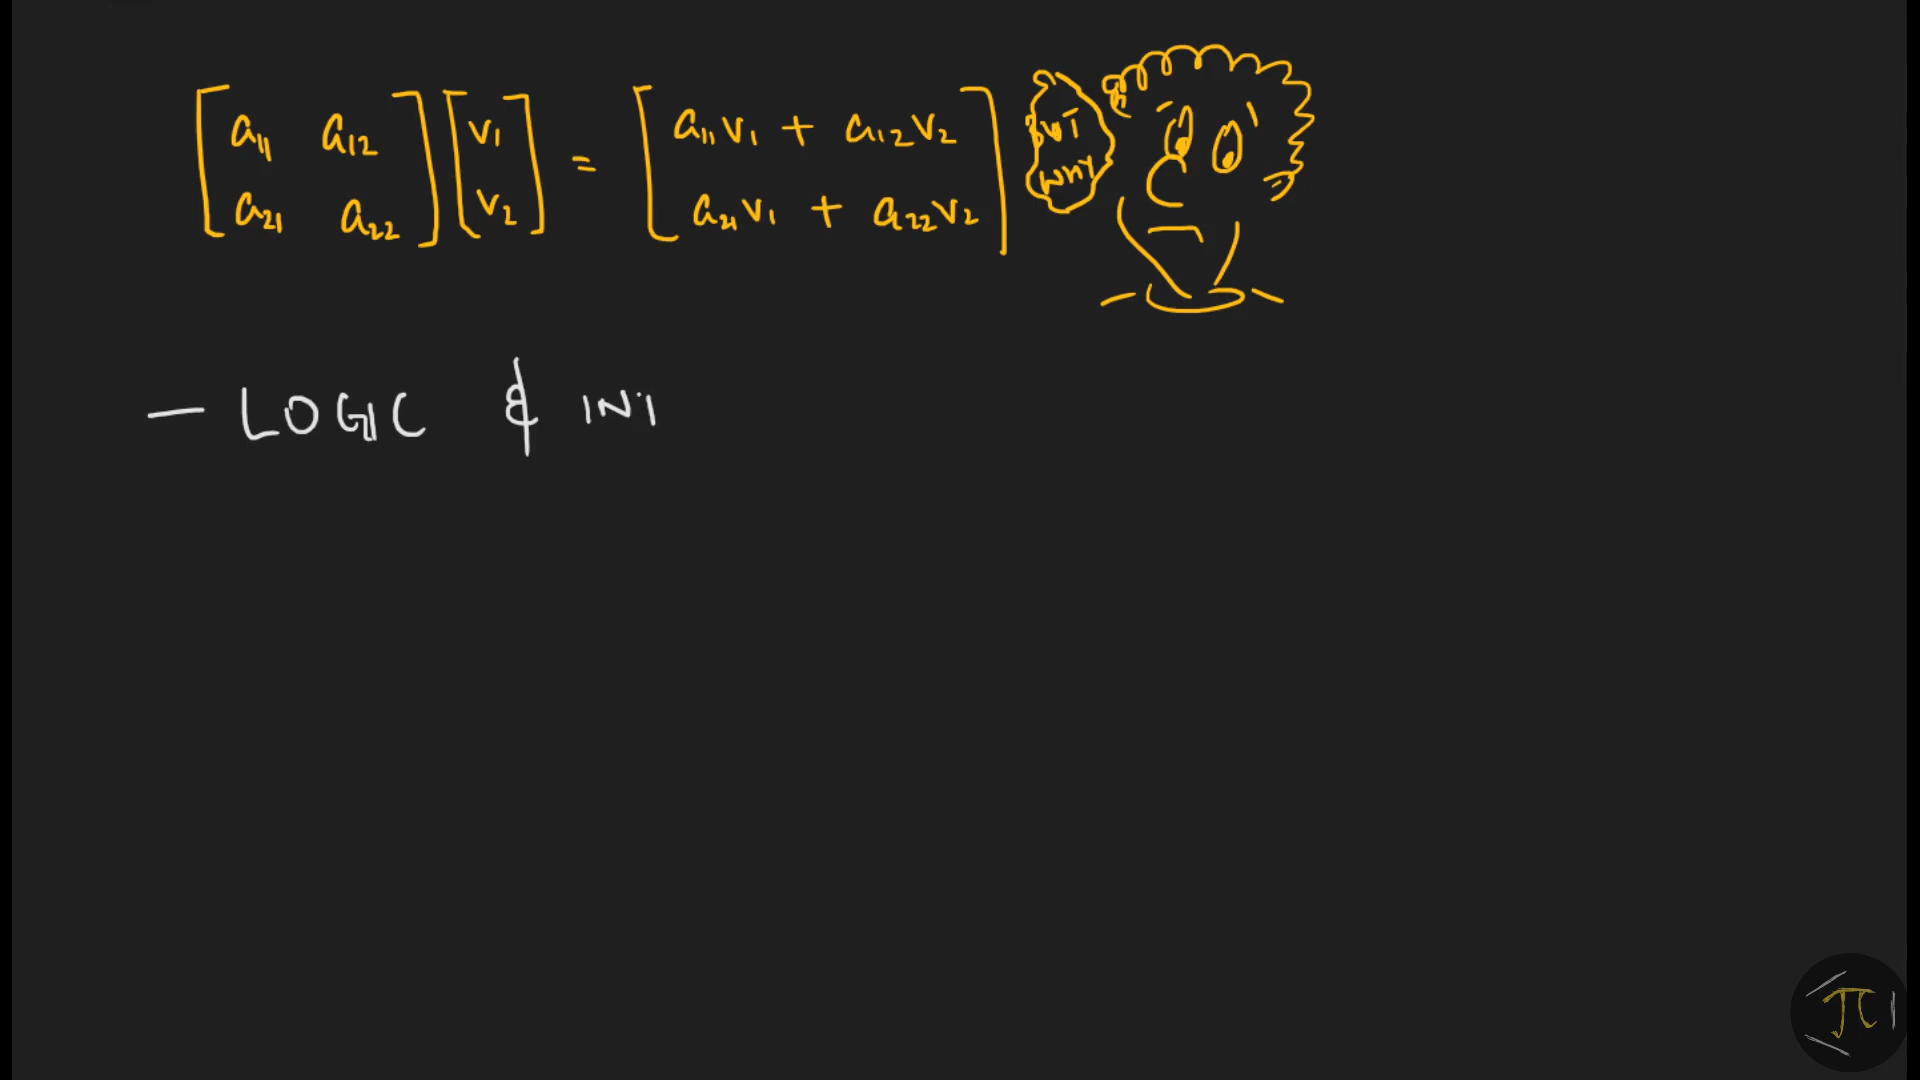 [a11 a12] [v1] = [a11v1 + a12v2]
[a21 a22] [v2] [a21v1 + a22v2]
BUT
WHY
— LOGIC & INT
π